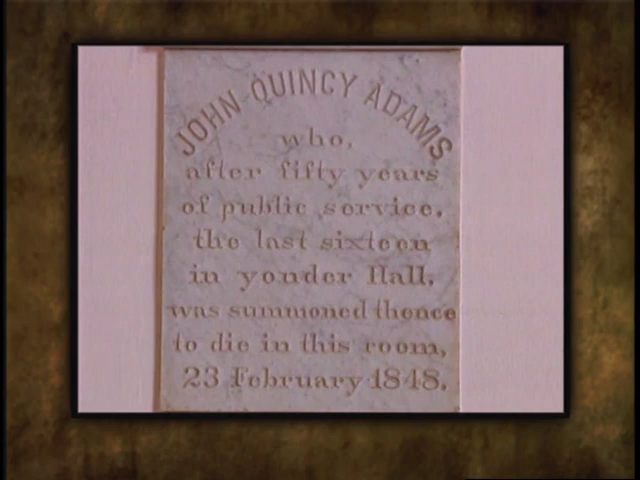 JOHN QUINCY ADAMS
who,
after fifty years
of public service,
the last sixteen
in yonder Hall,
was summoned thence
to die in this room,
23 February 1848.